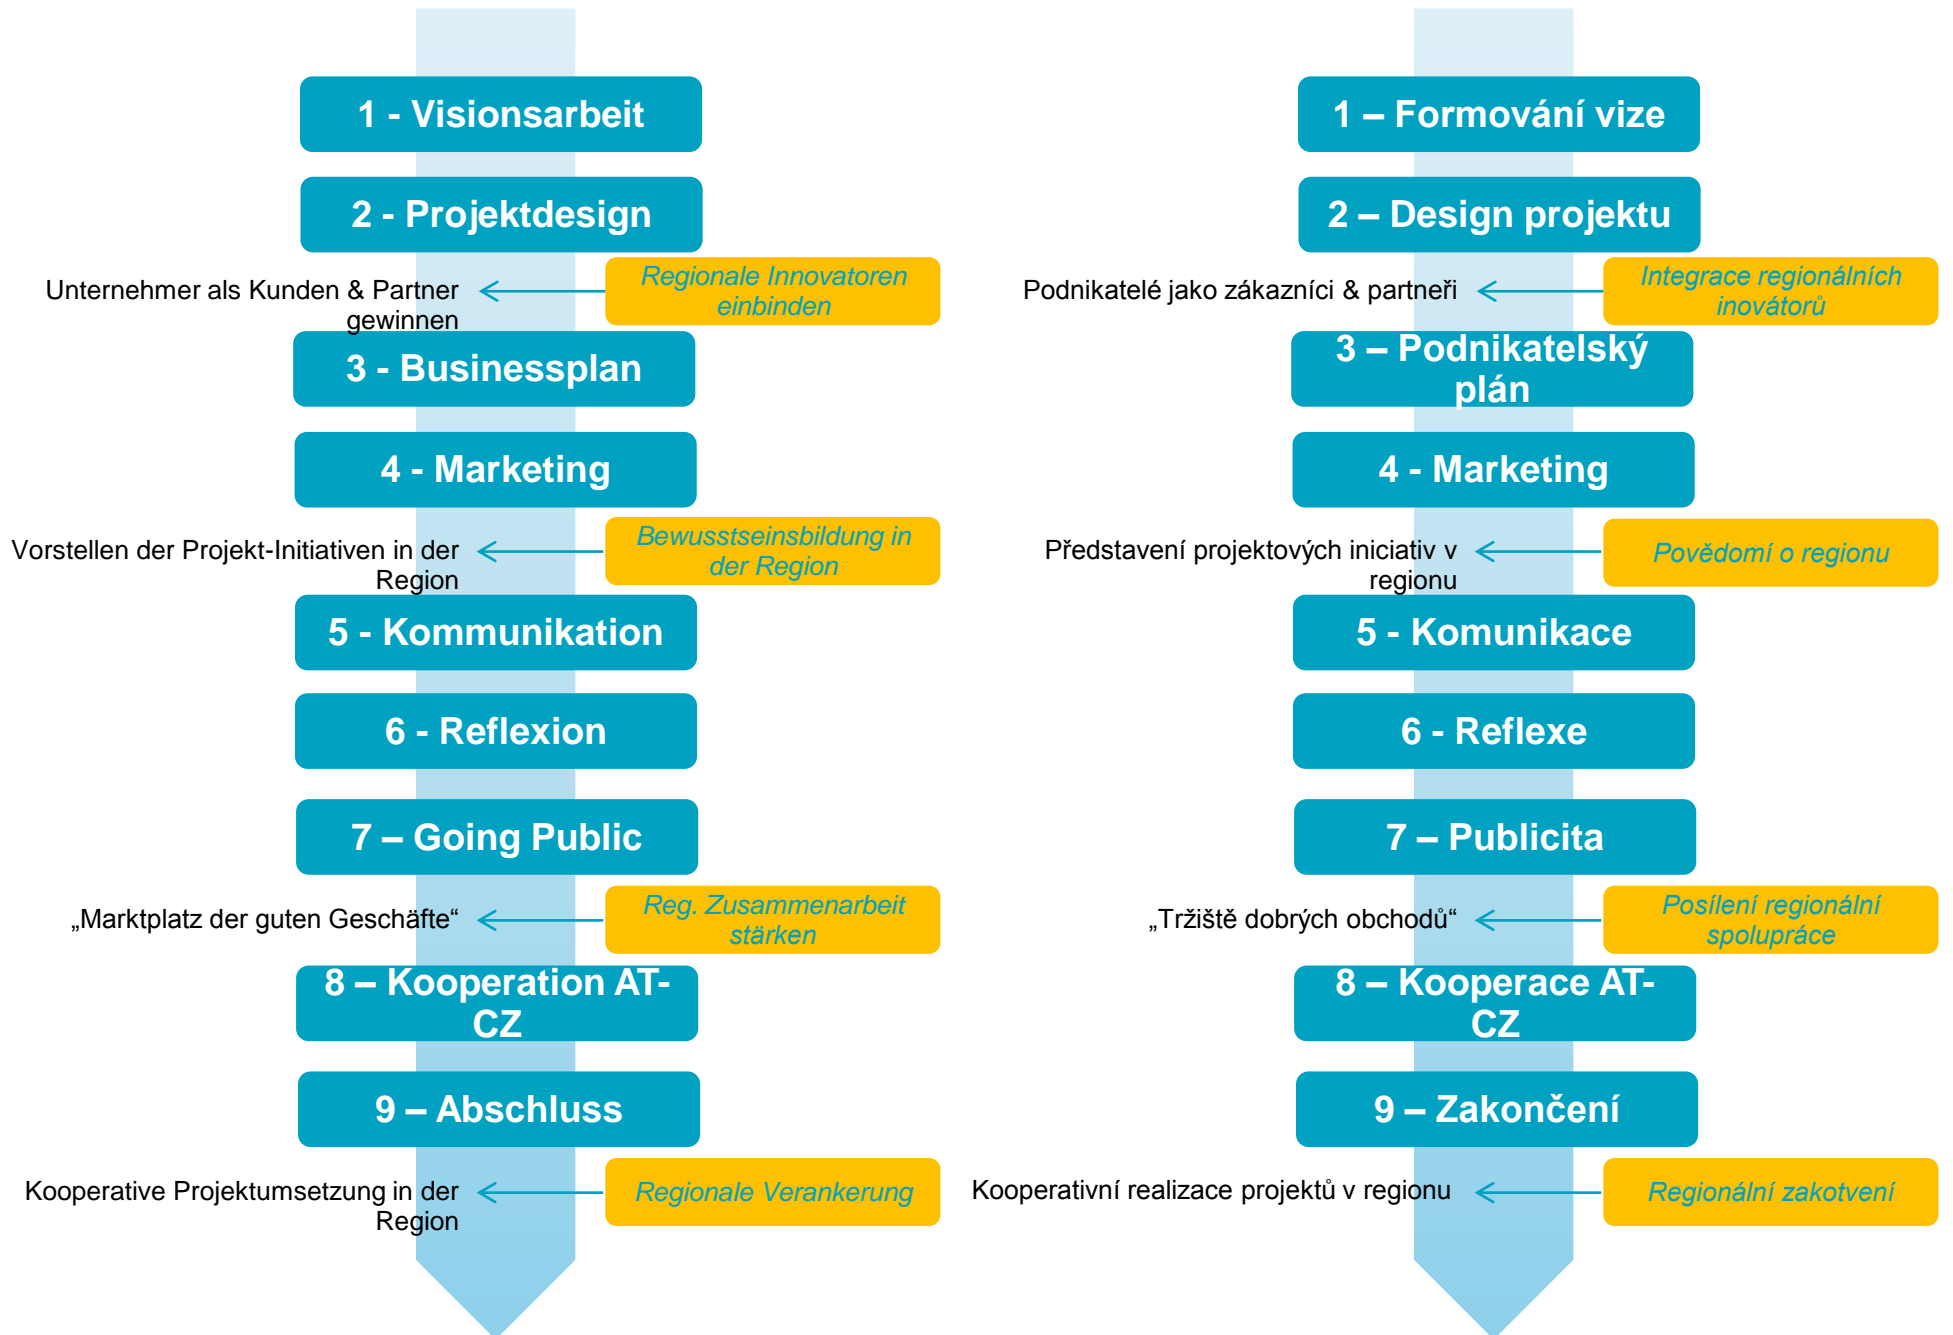 1 - Visionsarbeit
2 - Projektdesign
Regionale Innovatoren
einbinden
Unternehmer als Kunden & Partner
gewinnen
3 - Businessplan
4 - Marketing
Bewusstseinsbildung in
der Region
Vorstellen der Projekt-Initiativen in der
Region
5 - Kommunikation
6 - Reflexion
7 – Going Public
Reg. Zusammenarbeit
stärken
„Marktplatz der guten Geschäfte“
8 – Kooperation AT-
CZ
9 – Abschluss
Regionale Verankerung
Kooperative Projektumsetzung in der
Region
1 – Formování vize
2 – Design projektu
Integrace regionálních
inovátorů
Podnikatelé jako zákazníci & partneři
3 – Podnikatelský
plán
4 - Marketing
Povědomí o regionu
Představení projektových iniciativ v
regionu
5 - Komunikace
6 - Reflexe
7 – Publicita
Posílení regionální
spolupráce
„Tržiště dobrých obchodů“
8 – Kooperace AT-
CZ
9 – Zakončení
Regionální zakotvení
Kooperativní realizace projektů v regionu